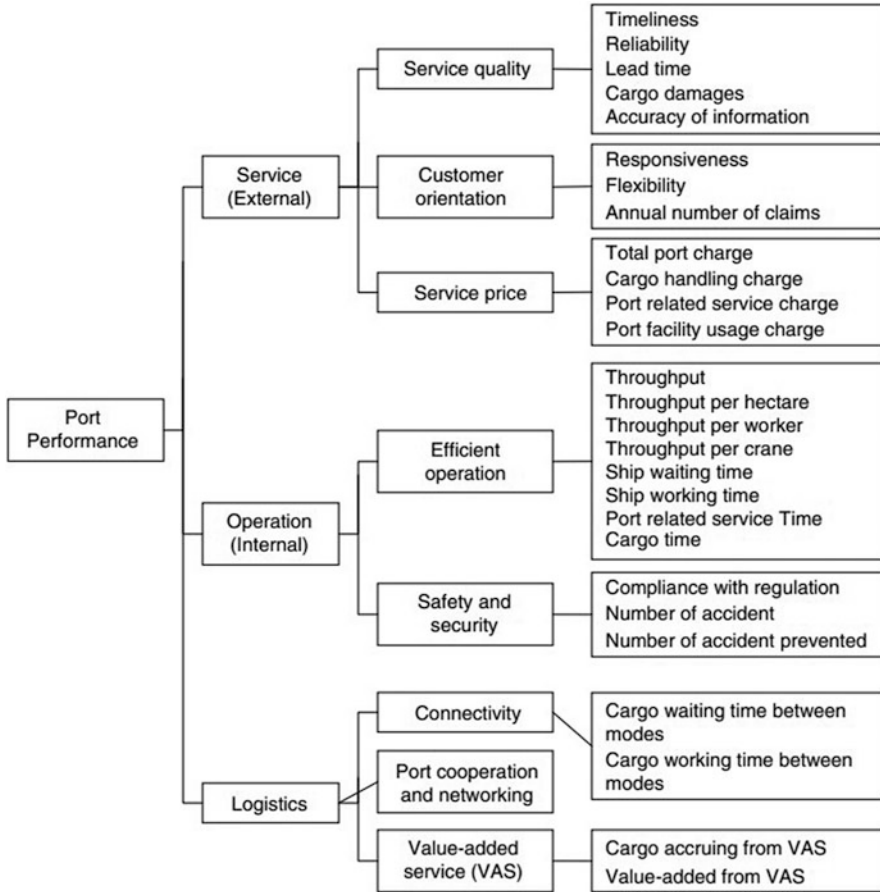 Port
Performance
Service
(External)
Service quality
Timeliness
Reliability
Lead time
Cargo damages
Accuracy of information
Customer
orientation
Responsiveness
Flexibility
Annual number of claims
Service price
Total port charge
Cargo handling charge
Port related service charge
Port facility usage charge
Operation
(Internal)
Efficient
operation
Throughput
Throughput per hectare
Throughput per worker
Throughput per crane
Ship waiting time
Ship working time
Port related service Time
Cargo time
Safety and
security
Compliance with regulation
Number of accident
Number of accident prevented
Logistics
Connectivity
Cargo waiting time between
modes
Cargo working time between
modes
Port cooperation
and networking
Value-added
service (VAS)
Cargo accruing from VAS
Value-added from VAS